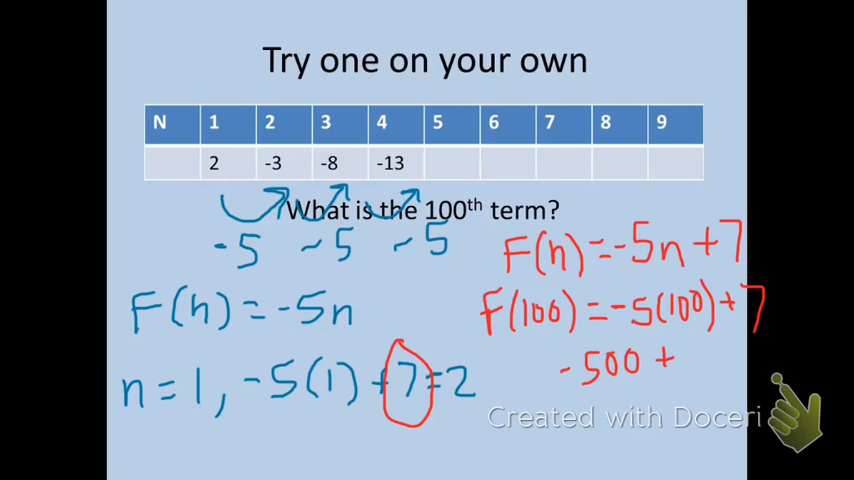 Try one on your own
N 1 2 3 4 5 6 7 8 9
2 -3 -8 -13
What is the 100th term?
-5 -5 -5
F(n)=-5n+7
F(n)=-5n
F(100)=-5(100)+7
-500+
n=1, -5(1)+7=2
Created with Doceri